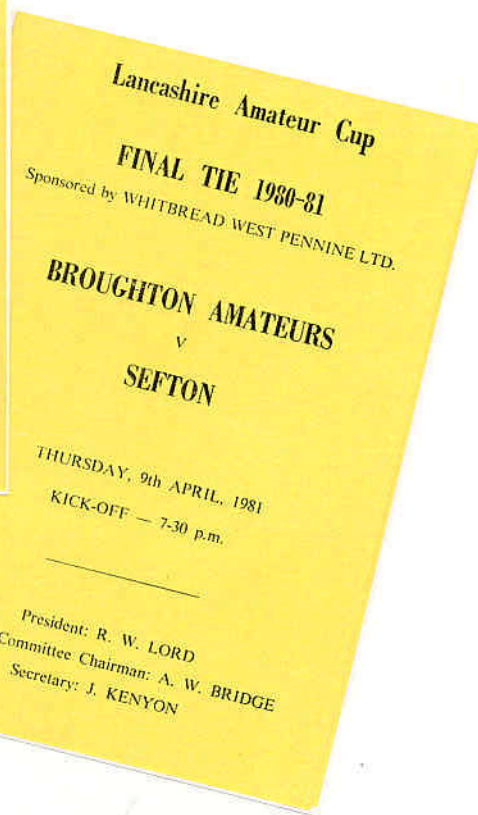 Lancashire Amateur Cup
FINAL TIE 1980-81
Sponsored by WHITBREAD WEST PENNINE LTD.
BROUGHTON AMATEURS
v
SEFTON
THURSDAY, 9th APRIL, 1981
KICK-OFF — 7-30 p.m.
President: R. W. LORD
Committee Chairman: A. W. BRIDGE
Secretary: J. KENYON